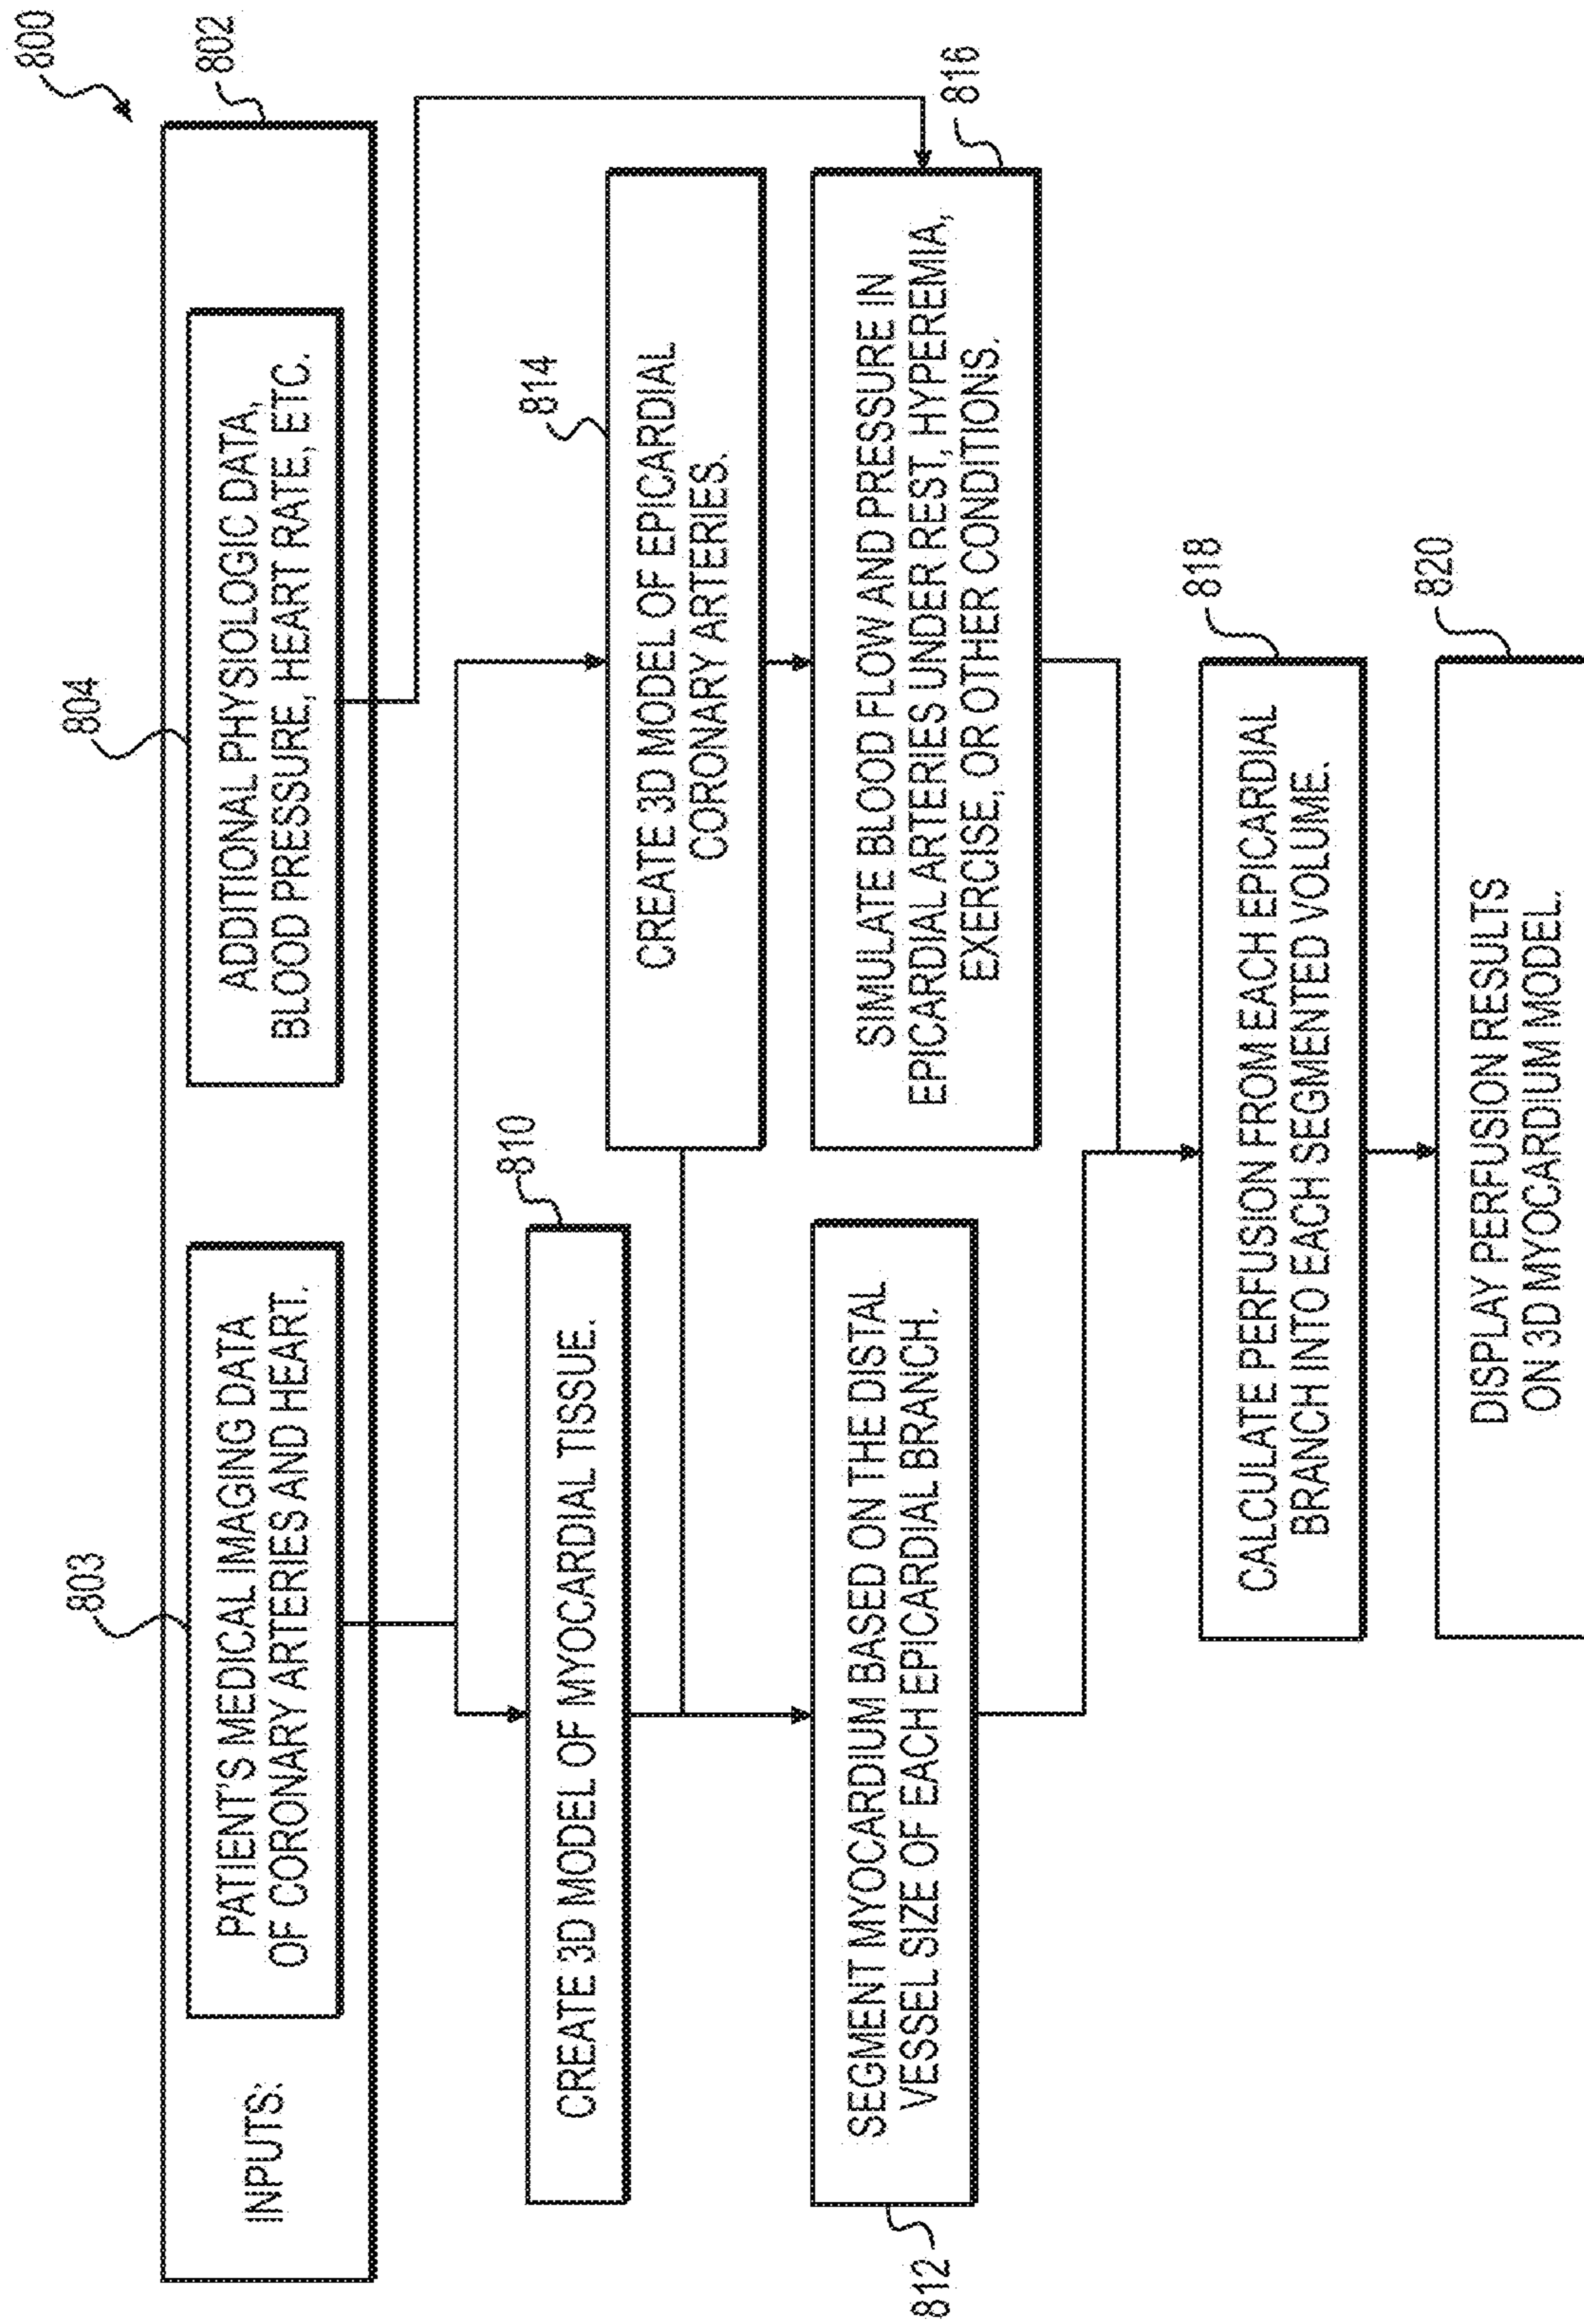 800
802
INPUTS:
803
PATIENT'S MEDICAL IMAGING DATA
OF CORONARY ARTERIES AND HEART.
804
ADDITIONAL PHYSIOLOGIC DATA,
BLOOD PRESSURE, HEART RATE, ETC.
810
CREATE 3D MODEL OF MYOCARDIAL TISSUE.
814
CREATE 3D MODEL OF EPICARDIAL
CORONARY ARTERIES.
812
SEGMENT MYOCARDIUM BASED ON THE DISTAL
VESSEL SIZE OF EACH EPICARDIAL BRANCH.
816
SIMULATE BLOOD FLOW AND PRESSURE IN
EPICARDIAL ARTERIES UNDER REST, HYPEREMIA,
EXERCISE, OR OTHER CONDITIONS.
818
CALCULATE PERFUSION FROM EACH EPICARDIAL
BRANCH INTO EACH SEGMENTED VOLUME.
820
DISPLAY PERFUSION RESULTS
ON 3D MYOCARDIUM MODEL.